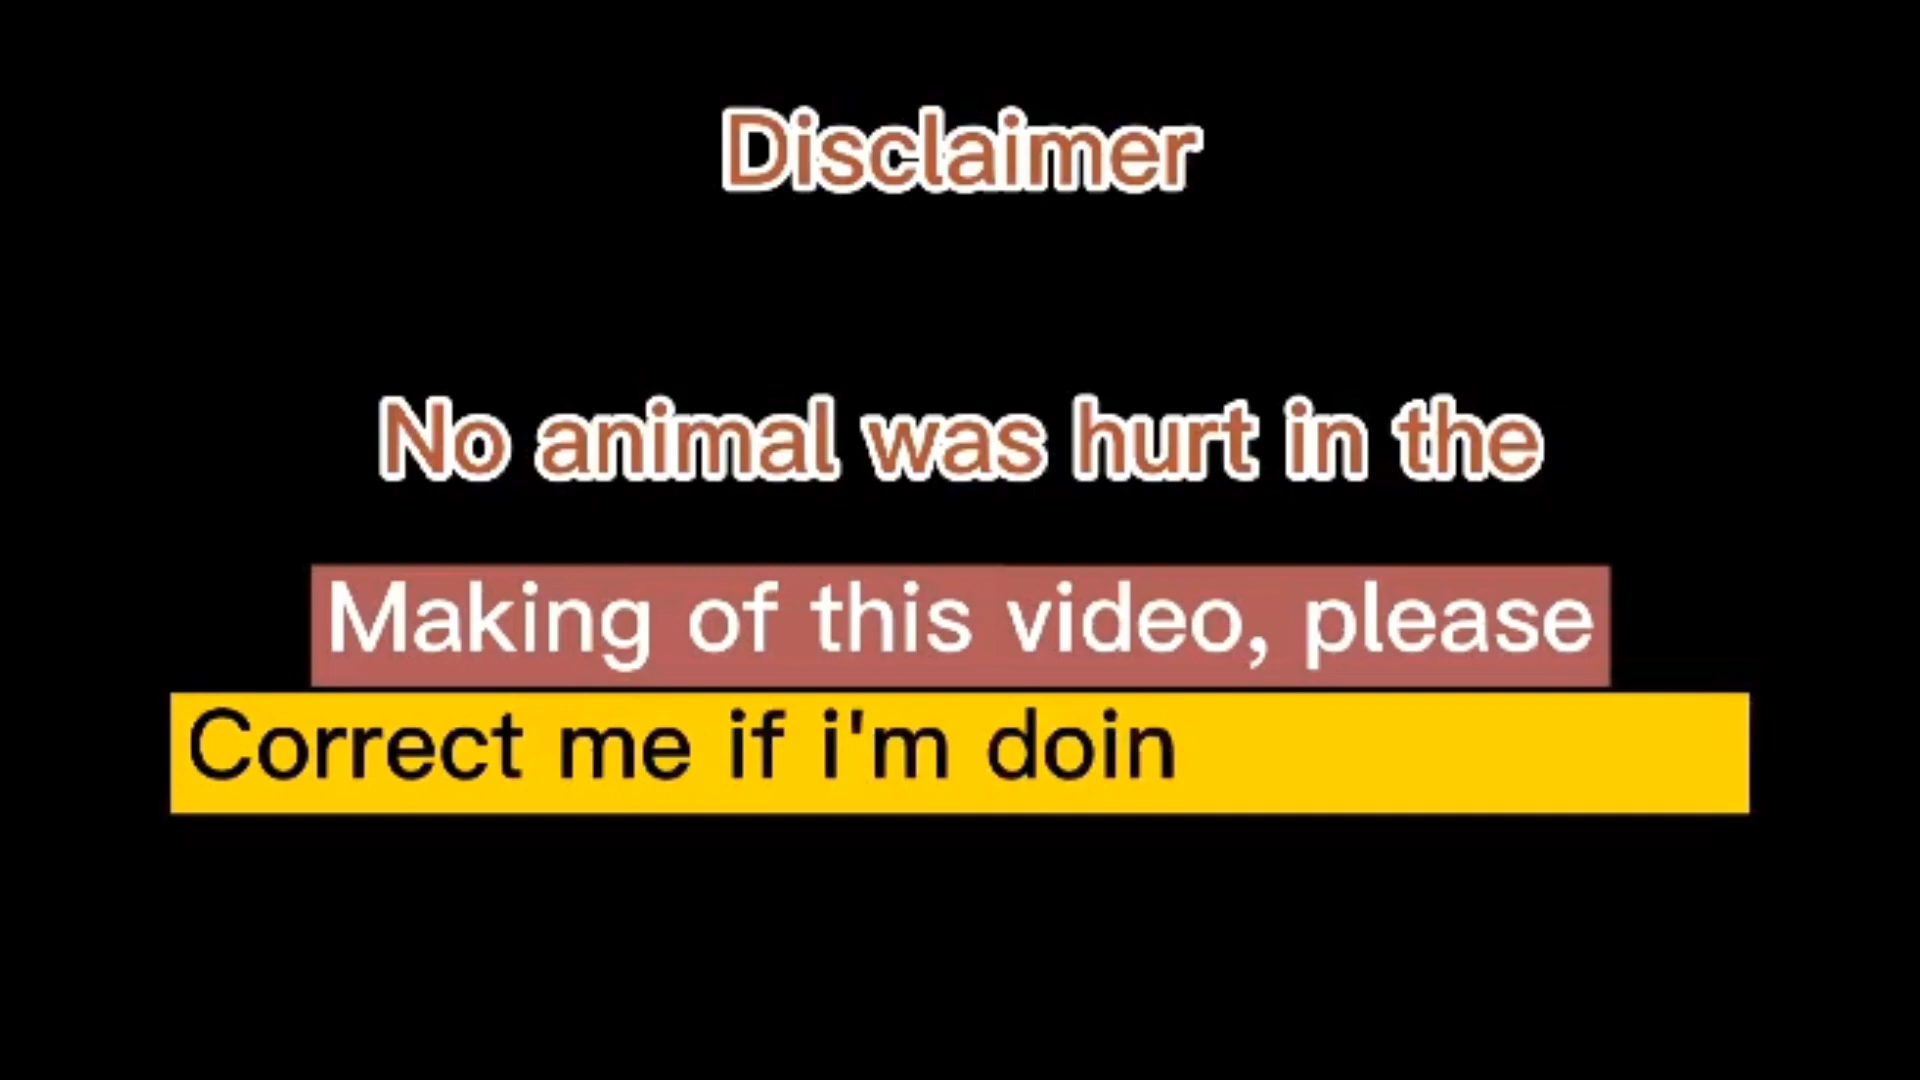 Disclaimer
No animal was hurt in the
Making of this video, please
Correct me if i'm doin